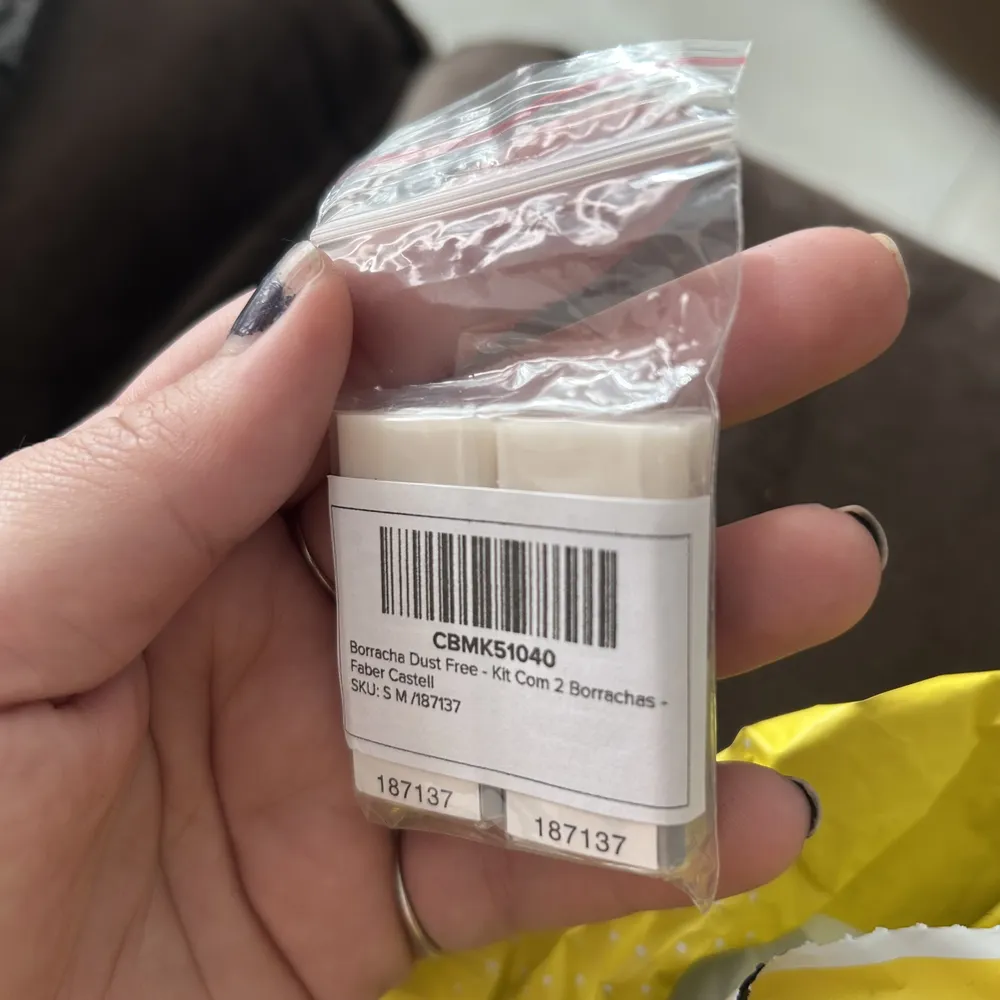 CBMK51040
Borracha Dust Free - Kit Com 2 Borrachas -
Faber Castell
SKU: S M /187137
187137
187137